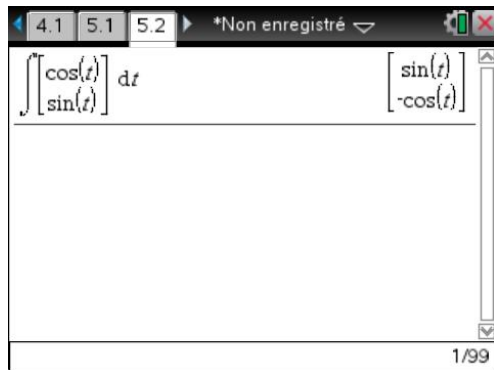 4.1 5.1 5.2 *Non enregistré
∫[cos(t) sin(t)] dt [sin(t) -cos(t)]
1/99